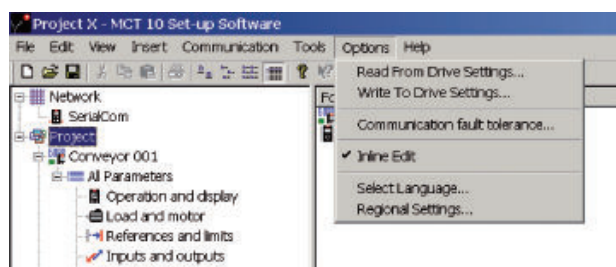 Project X - MCT 10 Set-up Software
File Edit View Insert Communication Tools Options Help
Read From Drive Settings...
Write To Drive Settings...
Communication fault tolerance...
Inline Edit
Select Language...
Regional Settings...
Network
SerialCom
Project
Conveyor 001
All Parameters
Operation and display
Load and motor
References and limits
Inputs and outputs